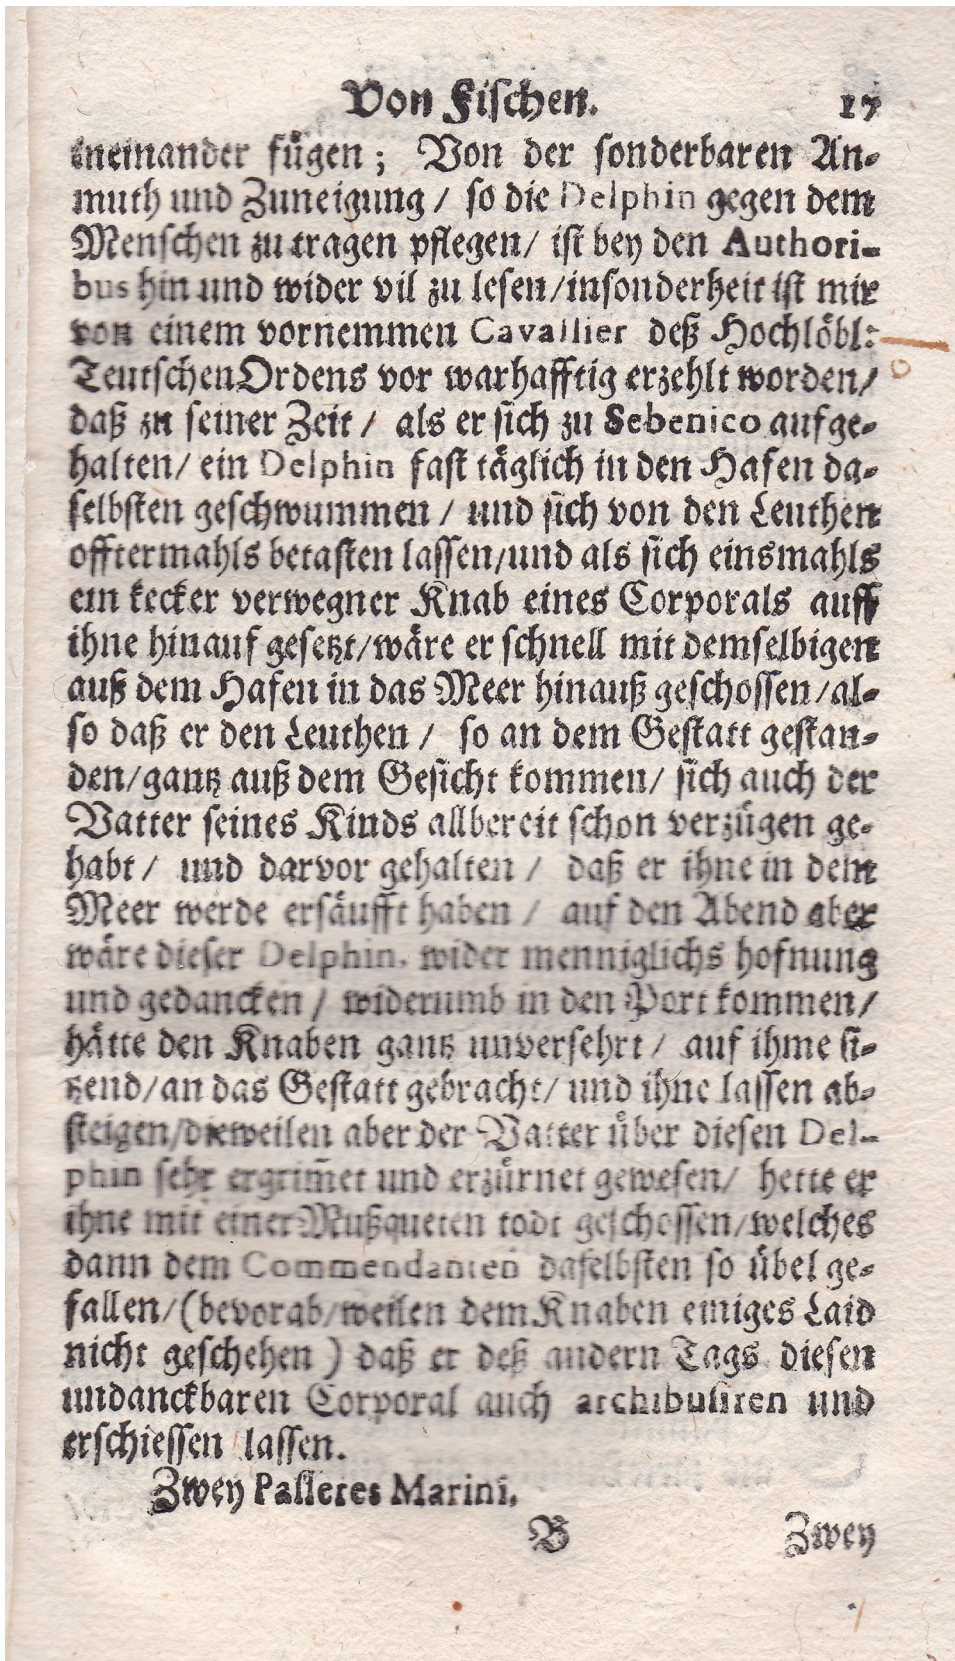 Von Fischen. 17
eneinander fügen; Von der sonderbaren An-
muth und Zuneigung / so die Delphin gegen dem
Menschen zu tragen pflegen/ ist bey den Authori-
bus hin und wider vil zu lesen/insonderheit ist mir
von einem vornemmen Cavallier deß Hochlöbl:
Teutschen Ordens vor warhafftig erzehlt worden/
daß zu seiner Zeit / als er sich zu Sebenico aufge-
halten/ ein Delphin fast täglich in den Hafen da-
selbsten geschwummen / und sich von den Leuthen
offtermahls betasten lassen/und als sich einsmahls
ein kecker verwegner Knab eines Corporals auff
ihne hinauf gesetzt/wäre er schnell mit demselbigen
auß dem Hafen in das Meer hinauß geschossen/al-
so daß er den Leuthen / so an dem Gestatt gestan-
den/gantz auß dem Gesicht kommen/ sich auch der
Vatter seines Kinds allbereit schon verzügen ge-
habt / und darvor gehalten / daß er ihne in dem
Meer werde ersäufft haben / auf den Abend aber
wäre dieser Delphin, wider menniglichs hofnung
und gedancken / widerumb in den Port kommen/
hätte den Knaben gantz unversehrt / auf ihme si-
tzend/an das Gestatt gebracht/ und ihne lassen ab-
steigen/dieweilen aber der Vatter über diesen Del-
phin sehr ergrim̃et und erzürnet gewesen/ hette er
ihne mit einer Mußqueten todt geschossen/welches
dann dem Commendanten daselbsten so übel ge-
fallen/(bevorab/weilen dem Knaben einiges Laid
nicht geschehen ) daß er deß andern Tags diesen
undanckbaren Corporal auch archibusiren und
erschiessen lassen.
Zwey Passeres Marini.
B Zwey